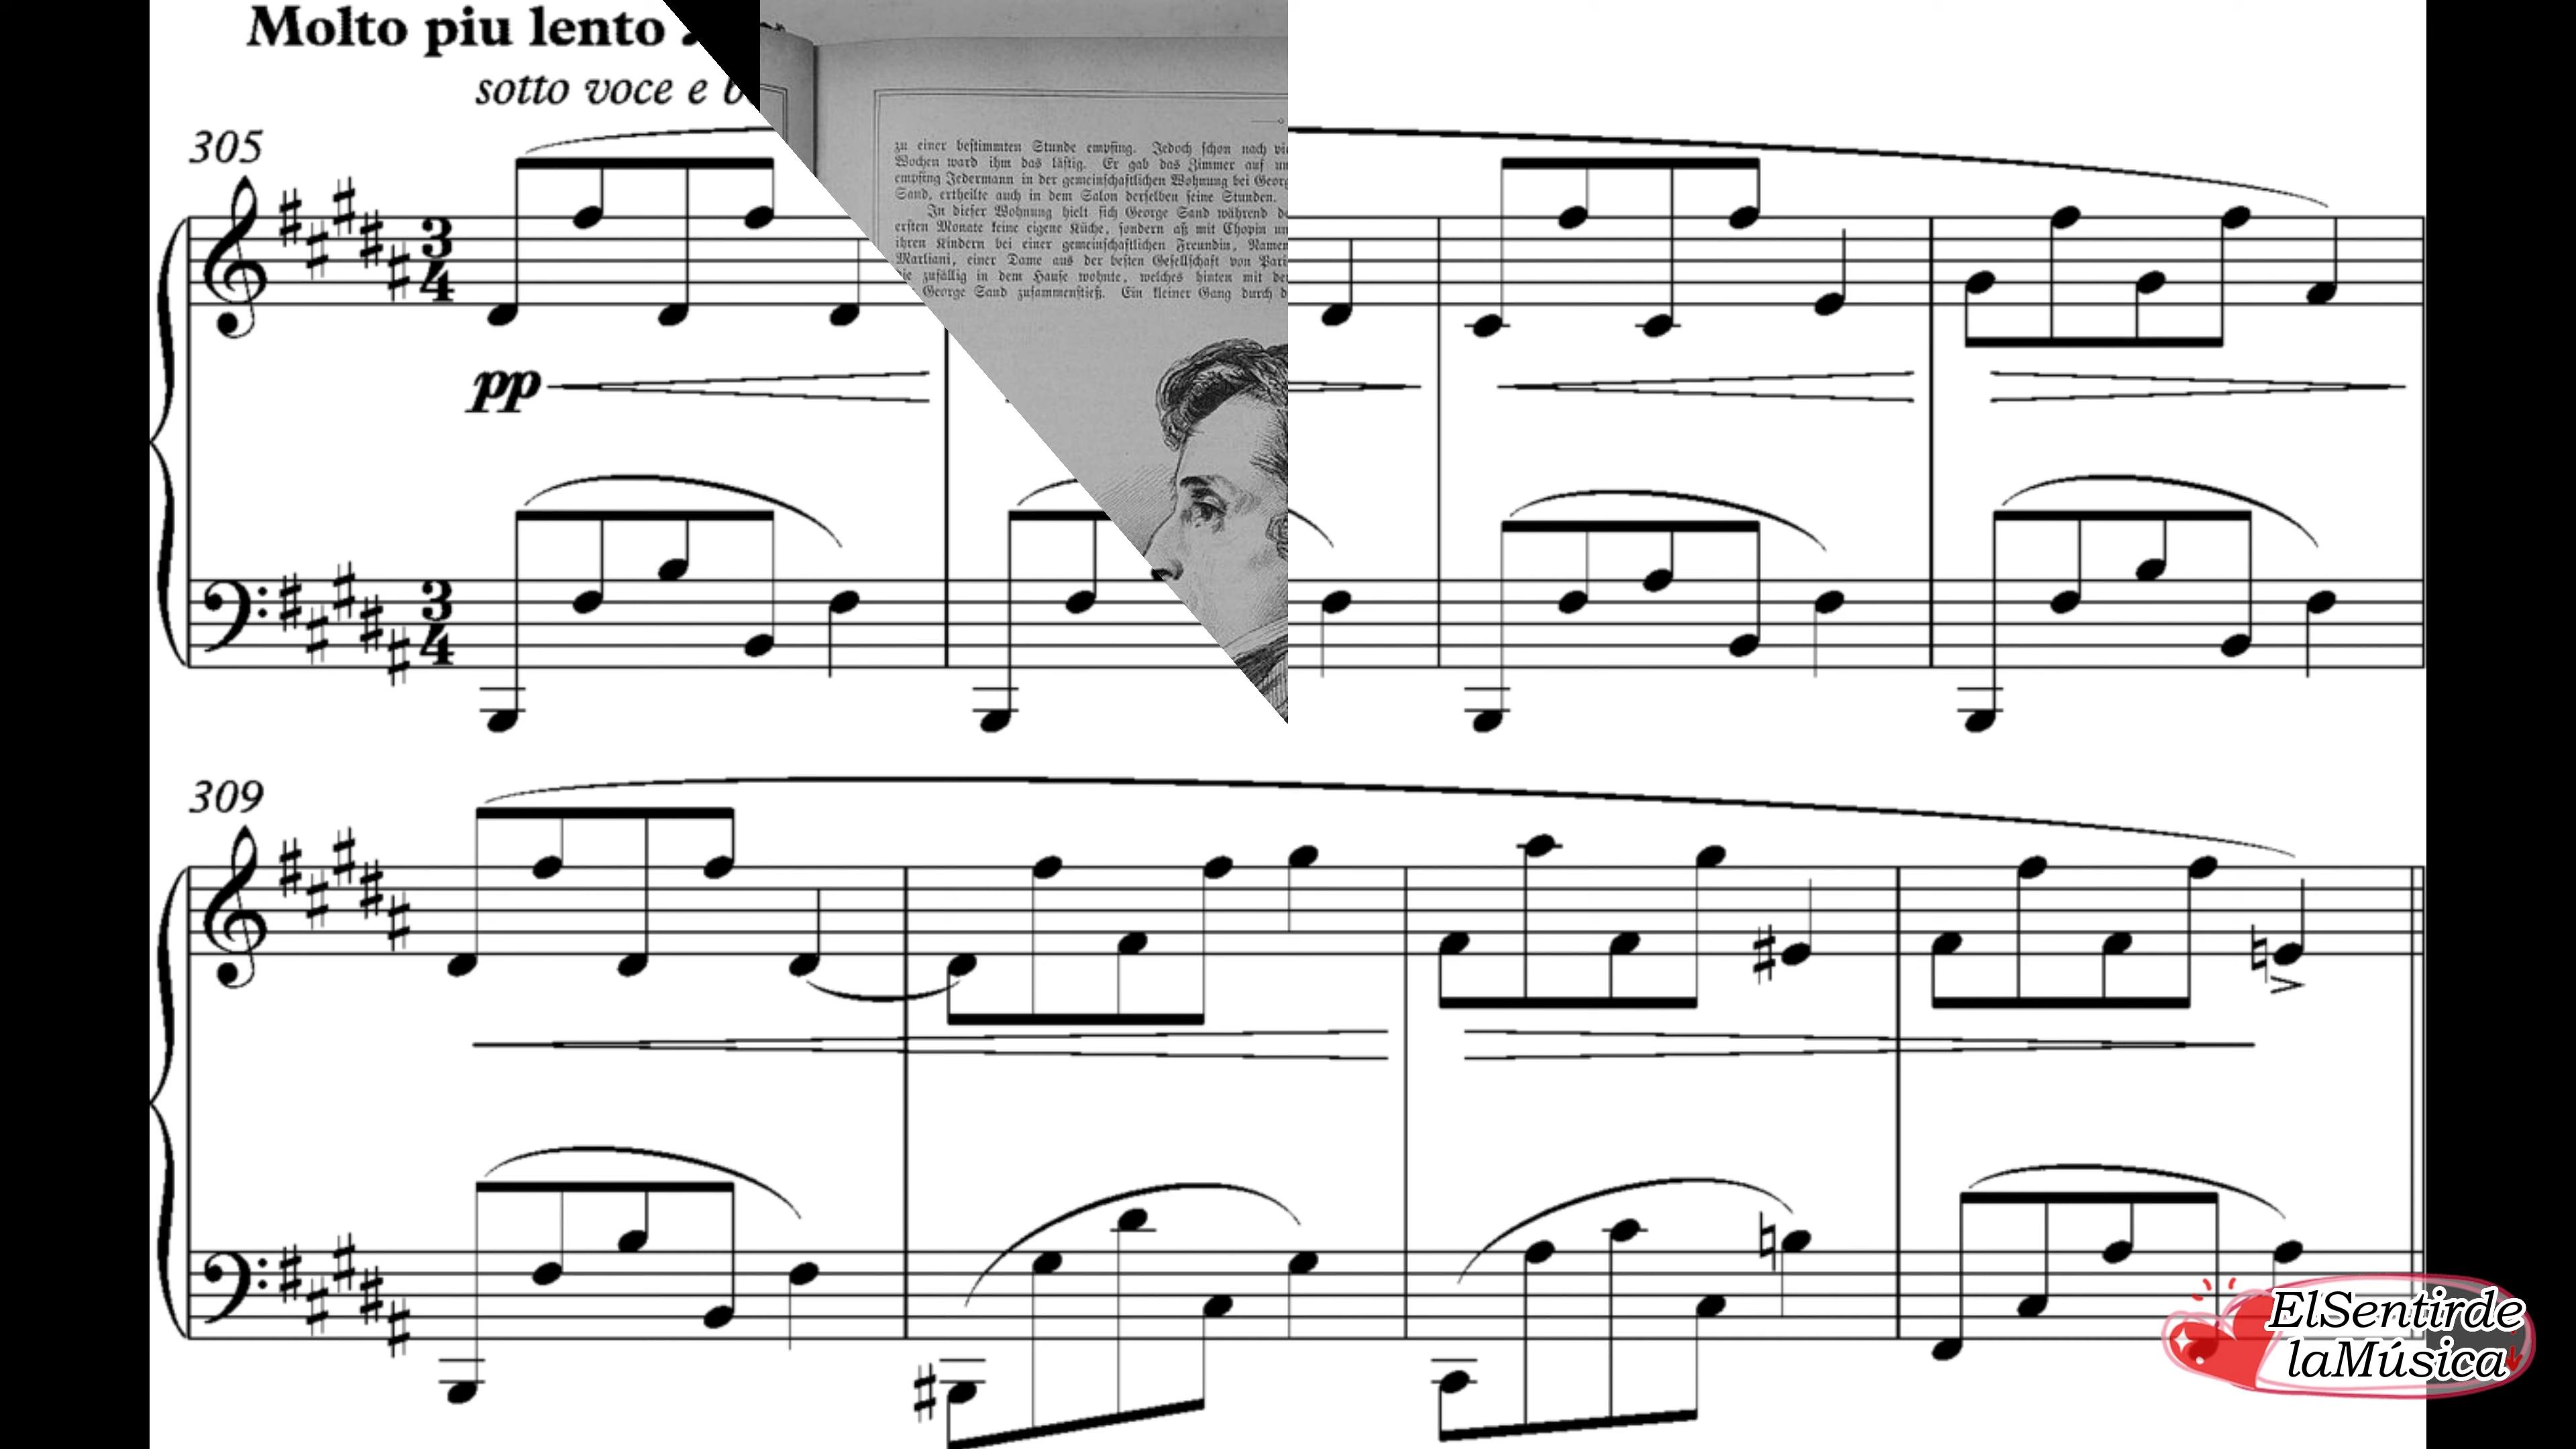 Molto piu lento
sotto voce e
305
3
4
pp
zu einer bestimmten Stunde empfing. Jedoch schon nach
Wochen ward ihm das lästig. Er gab das Zimmer auf
empfing Jedermann in der gemeinschaftlichen Wohnung bei
Sand, ertheilte auch in dem Salon derselben seine Stunden.
In dieser Wohnung hielt sich George Sand während
ersten Monate keine eigene Küche, sondern aß mit Chopin
ihren Kindern bei einer gemeinschaftlichen Freundin,
Marliani, einer Dame aus der besten Gesellschaft von
zufällig in dem Hause wohnte, welches hinten mit
George Sand zusammenstieß. Ein kleiner Gang durch
3
4
309
ElSentirde
laMúsica